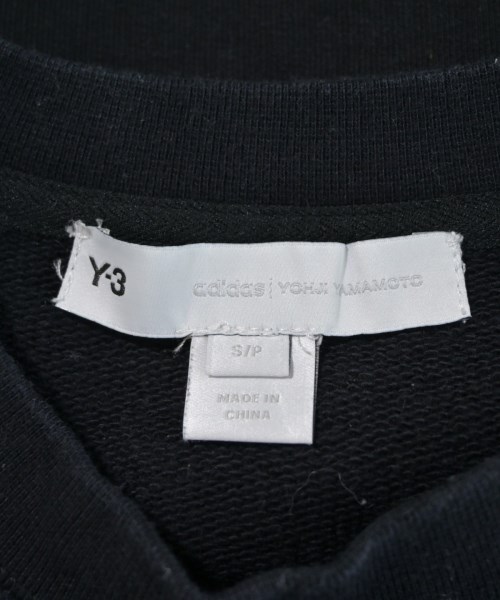 Y-3 adidas | YOHJI YAMAMOTO
S/P
MADE IN
CHINA